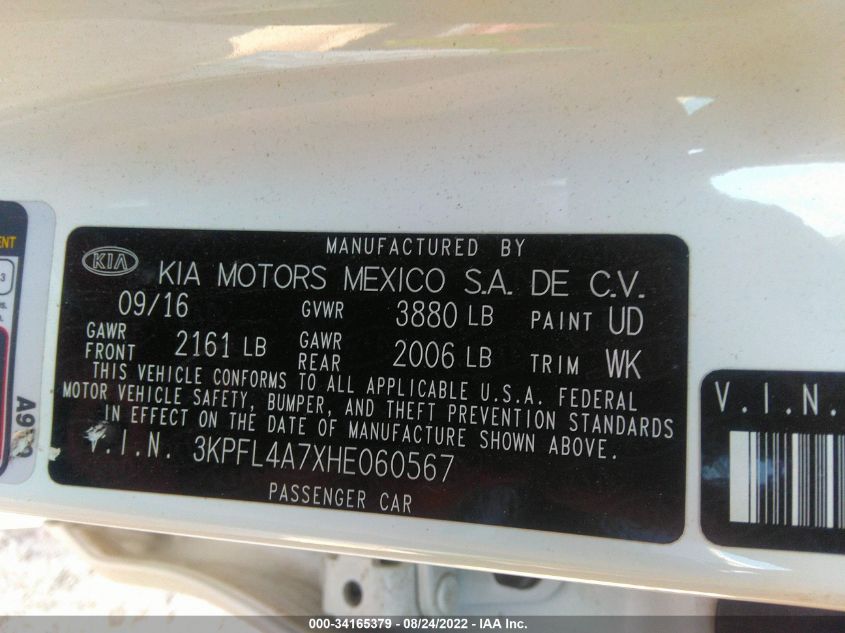 MANUFACTURED BY
KIA KIA MOTORS MEXICO S.A. DE C.V.
09/16 GVWR 3880 LB PAINT UD
GAWR FRONT 2161 LB GAWR REAR 2006 LB TRIM WK
THIS VEHICLE CONFORMS TO ALL APPLICABLE U.S.A. FEDERAL
MOTOR VEHICLE SAFETY, BUMPER, AND THEFT PREVENTION STANDARDS
IN EFFECT ON THE DATE OF MANUFACTURE SHOWN ABOVE.
V.I.N. 3KPFL4A7XHE060567
PASSENGER CAR
V.I.N.
3
000-34165379 - 08/24/2022 - IAA Inc.